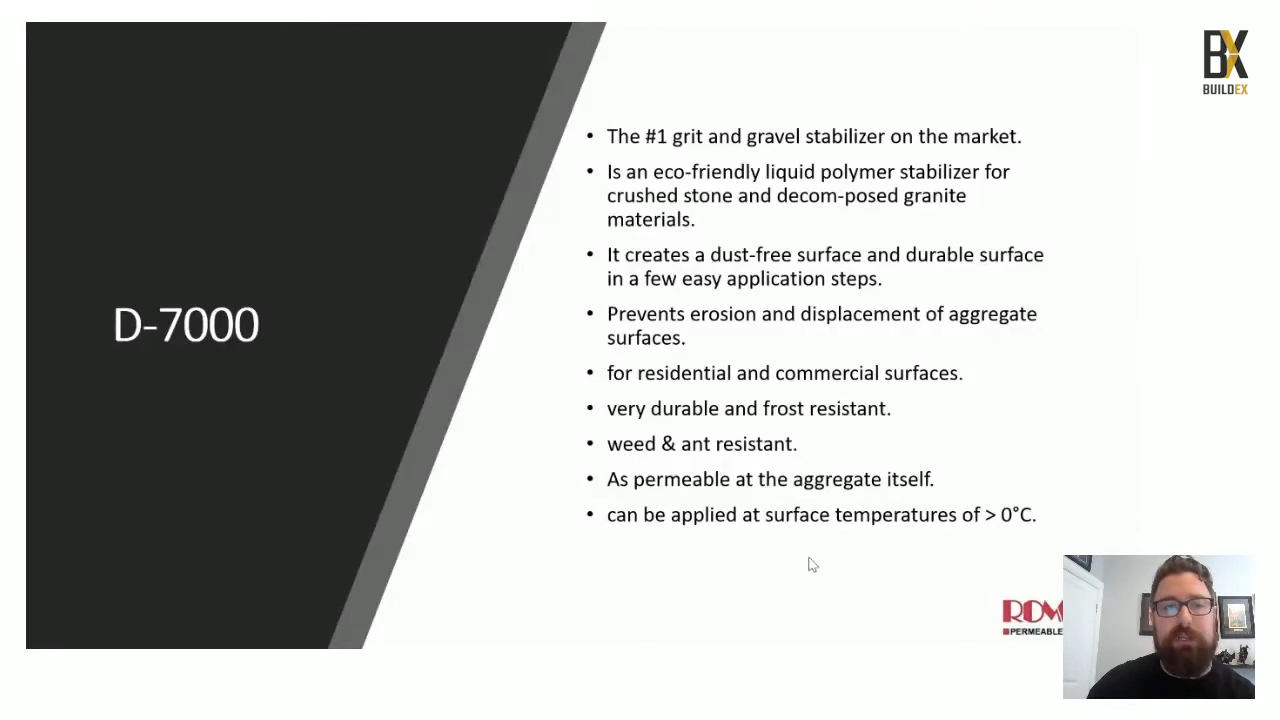 BX
BUILDEX
D-7000
• The #1 grit and gravel stabilizer on the market.
• Is an eco-friendly liquid polymer stabilizer for
crushed stone and decom-posed granite
materials.
• It creates a dust-free surface and durable surface
in a few easy application steps.
• Prevents erosion and displacement of aggregate
surfaces.
• for residential and commercial surfaces.
• very durable and frost resistant.
• weed & ant resistant.
• As permeable at the aggregate itself.
• can be applied at surface temperatures of > 0°C.
ROM
PERMEABLE